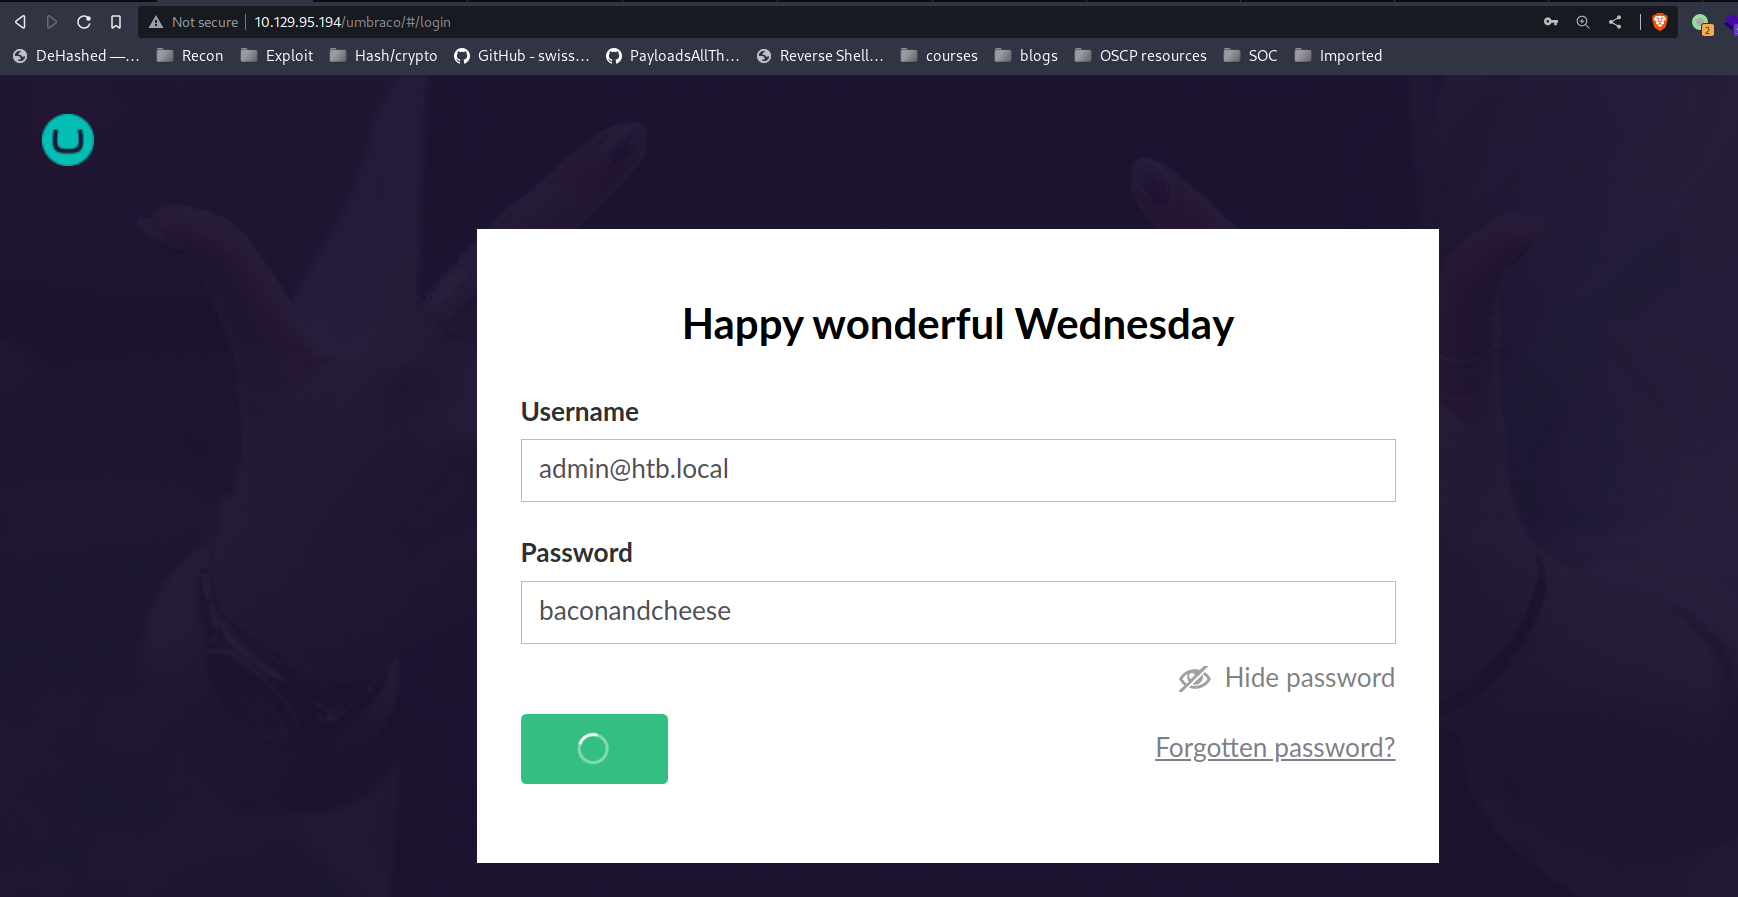 Not secure 10.129.95.194/umbraco/#/login
2
DeHashed —... Recon Exploit Hash/crypto GitHub - swiss... PayloadsAllTh... Reverse Shell... courses blogs OSCP resources SOC Imported
Happy wonderful Wednesday
Username
admin@htb.local
Password
baconandcheese
Hide password
Forgotten password?